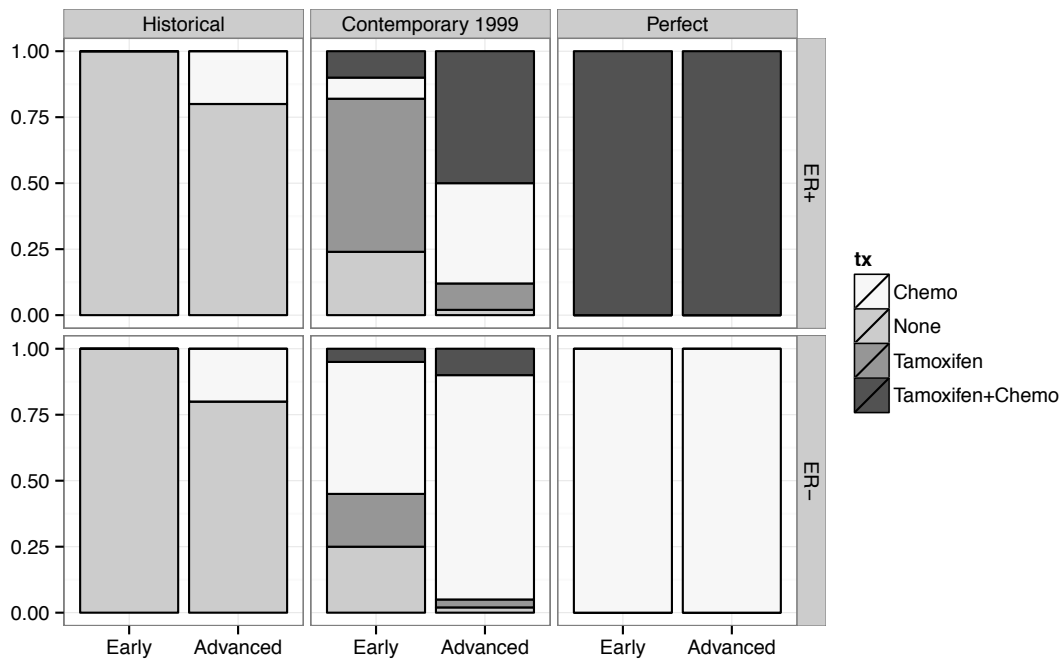 Historical Contemporary 1999 Perfect
1.00
0.75
0.50
0.25
0.00
ER+
1.00
0.75
0.50
0.25
0.00
ER−
Early Advanced Early Advanced Early Advanced
tx
Chemo
None
Tamoxifen
Tamoxifen+Chemo